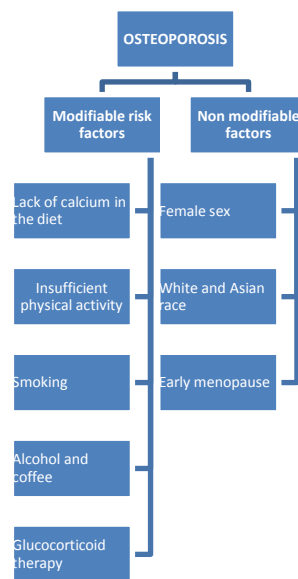 OSTEOPOROSIS
Modifiable risk
factors
Non modifiable
factors
Lack of calcium in
the diet
Insufficient
physical activity
Smoking
Alcohol and
coffee
Glucocorticoid
therapy
Female sex
White and Asian
race
Early menopause